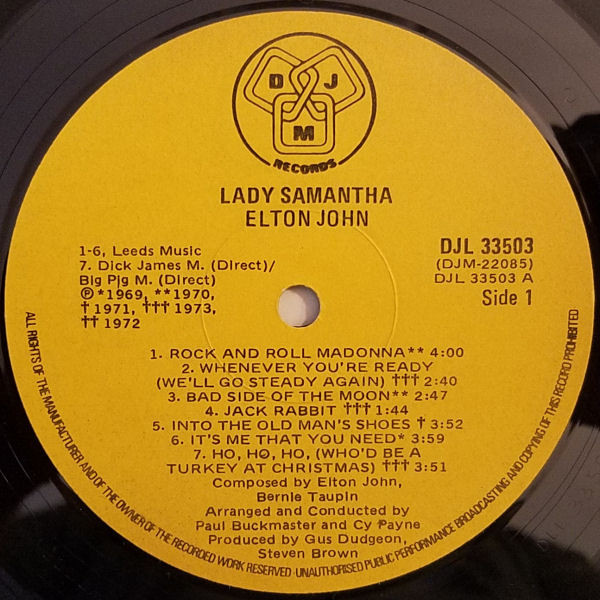 D J
M
RECORDS
LADY SAMANTHA
ELTON JOHN
1-6, Leeds Music
7. Dick James M. (Direct)/
Big Pig M. (Direct)
℗ *1969, **1970,
† 1971, ††† 1973,
†† 1972
DJL 33503
(DJM-22085)
DJL 33503 A
Side 1
1. ROCK AND ROLL MADONNA** 4:00
2. WHENEVER YOU'RE READY
(WE'LL GO STEADY AGAIN) ††† 2:40
3. BAD SIDE OF THE MOON** 2:47
4. JACK RABBIT ††† 1:44
5. INTO THE OLD MAN'S SHOES † 3:52
6. IT'S ME THAT YOU NEED* 3:59
7. HO, HO, HO, (WHO'D BE A
TURKEY AT CHRISTMAS) ††† 3:51
Composed by Elton John,
Bernie Taupin
Arranged and Conducted by
Paul Buckmaster and Cy Payne
Produced by Gus Dudgeon,
Steven Brown
ALL RIGHTS OF THE MANUFACTURER AND OF THE OWNER OF THE RECORDED WORK RESERVED · UNAUTHORISED PUBLIC PERFORMANCE BROADCASTING AND COPYING OF THIS RECORD PROHIBITED